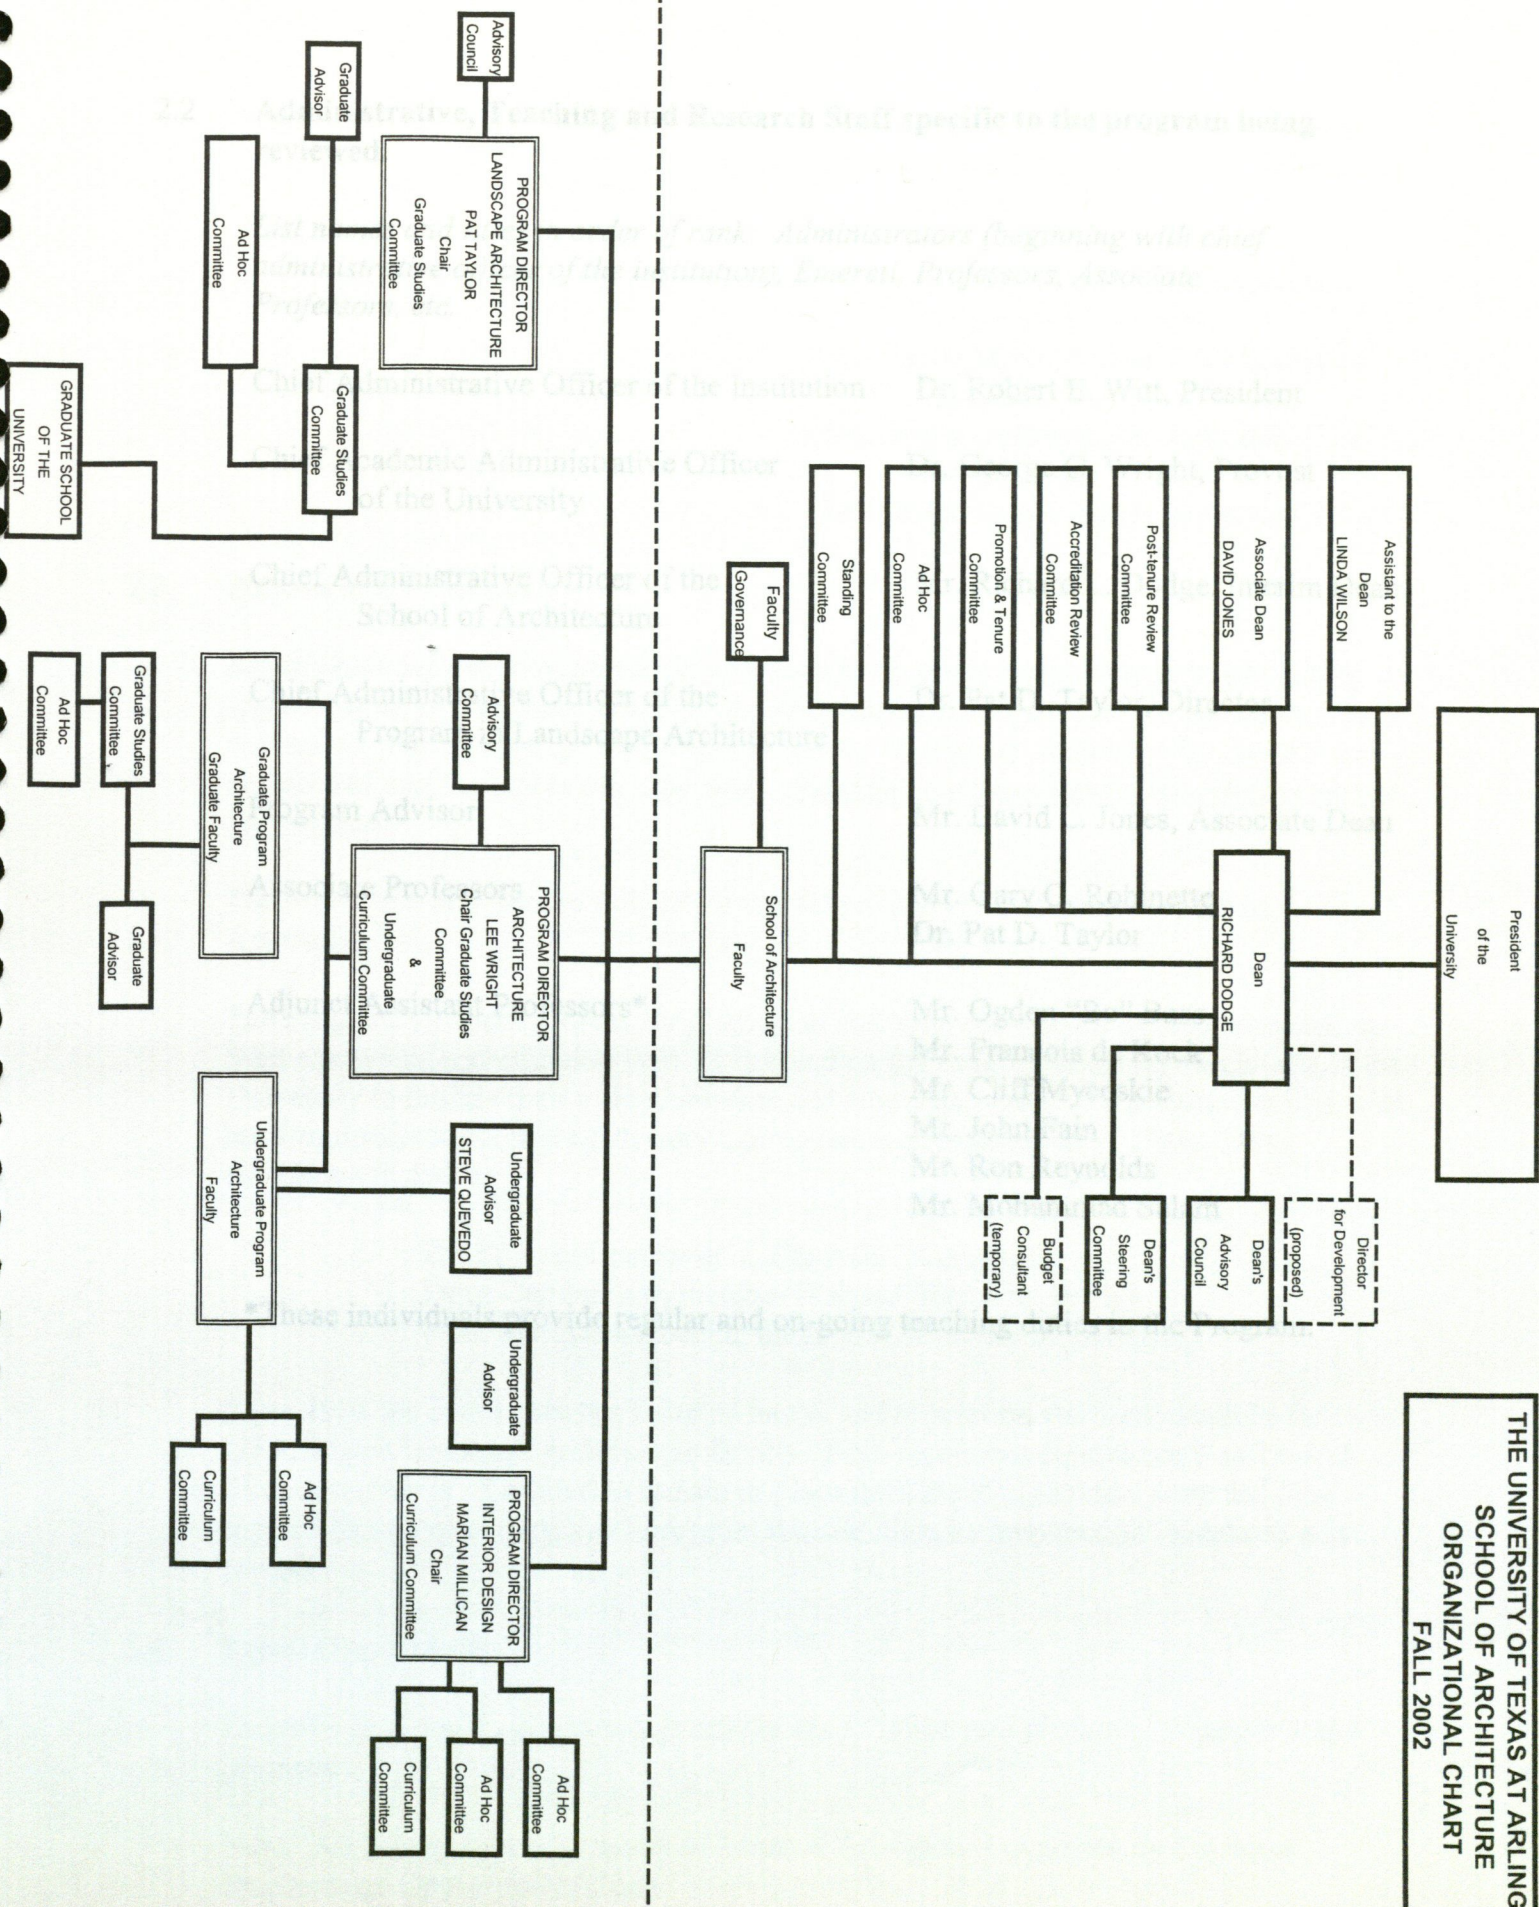 THE UNIVERSITY OF TEXAS AT ARLING
SCHOOL OF ARCHITECTURE
ORGANIZATIONAL CHART
FALL 2002
President
of the
University
Assistant to the
Dean
LINDA WILSON
Associate Dean
DAVID JONES
Post-tenure Review
Committee
Accreditation Review
Committee
Promotion & Tenure
Committee
Ad Hoc
Committee
Standing
Committee
Dean
RICHARD DODGE
Director
for Development
(proposed)
Dean's
Advisory
Council
Dean's
Steering
Committee
Budget
Consultant
(temporary)
Faculty
Governance
School of Architecture
Faculty
Advisory
Council
PROGRAM DIRECTOR
LANDSCAPE ARCHITECTURE
PAT TAYLOR
Chair
Graduate Studies
Committee
Graduate
Advisor
Graduate Studies
Committee
Ad Hoc
Committee
GRADUATE SCHOOL
OF THE
UNIVERSITY
Advisory
Committee
PROGRAM DIRECTOR
ARCHITECTURE
LEE WRIGHT
Chair Graduate Studies
Committee
&
Undergraduate
Curriculum Committee
Undergraduate
Advisor
STEVE QUEVEDO
Graduate Program
Architecture
Graduate Faculty
Graduate Studies
Committee
Ad Hoc
Committee
Graduate
Advisor
Undergraduate Program
Architecture
Faculty
Ad Hoc
Committee
Curriculum
Committee
Undergraduate
Advisor
PROGRAM DIRECTOR
INTERIOR DESIGN
MARIAN MILLICAN
Chair
Curriculum Committee
Ad Hoc
Committee
Ad Hoc
Committee
Curriculum
Committee
2.2 Administrative, Teaching and Research Staff specific to the program being
reviewed.
Chief Administrative Officer of the Institution Dr. Robert E. Witt, President
Chief Academic Administrative Officer
of the University
Chief Administrative Officer of the
School of Architecture
Chief Administrative Officer of the
Program in Landscape Architecture
Dr. Pat D. Taylor, Director
Program Advisor Mr. David L. Jones, Associate Dean
Associate Professors Mr. Gary O. Robinette
Dr. Pat D. Taylor
Adjunct Assistant Professors*
Mr. Cliff Mycoskie
Mr. John Fain
Mr. Ron Reynolds
*These individuals provide regular and on-going teaching duties in the Program.